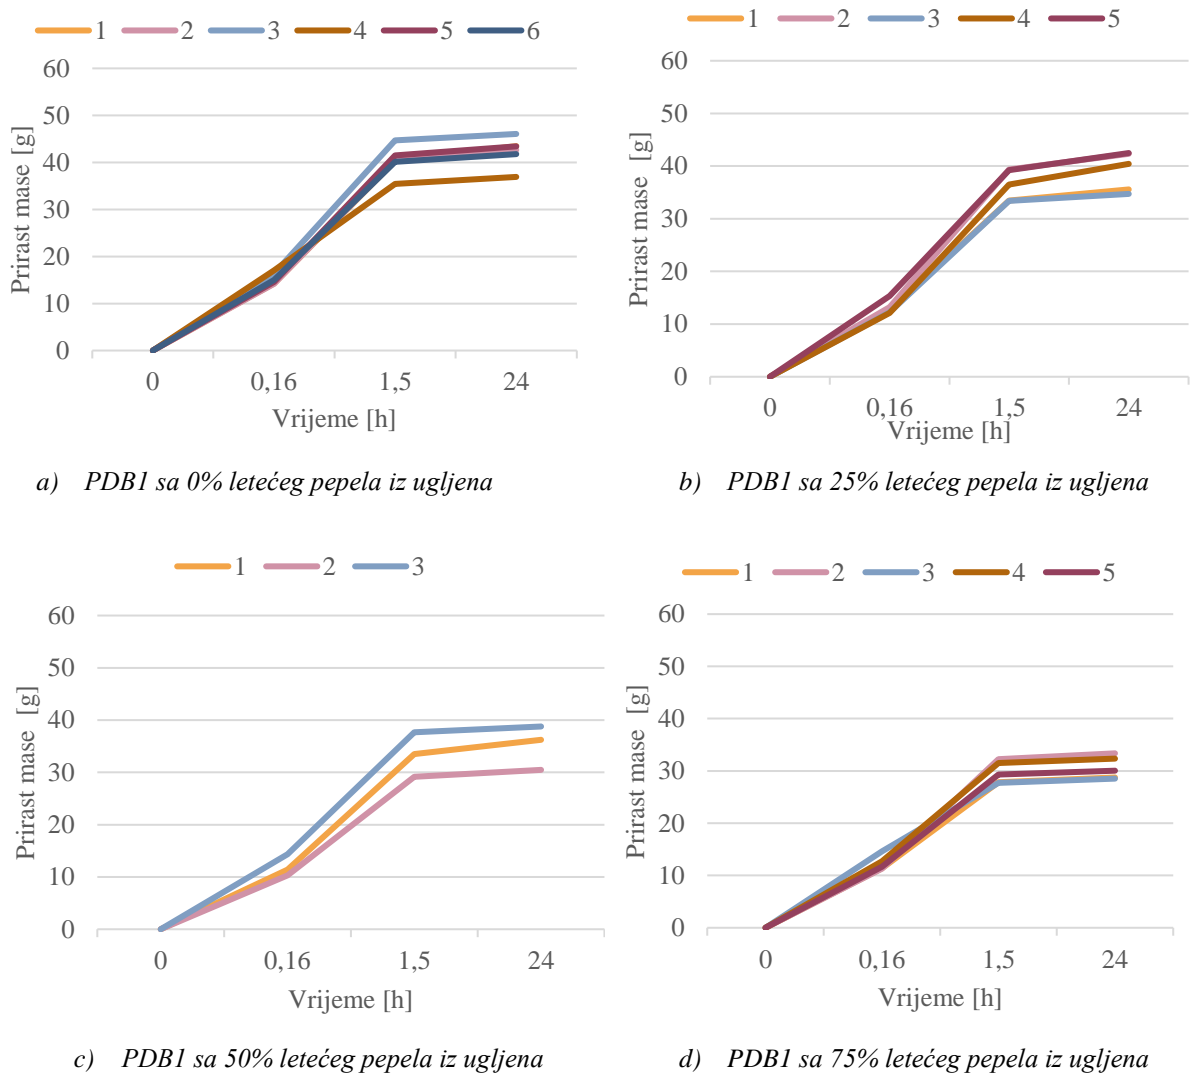 1 2 3 4 5 6
60
50
40
30
20
10
0
Prirast mase [g]
0 0,16 1,5 24
Vrijeme [h]
a) PDB1 sa 0% letećeg pepela iz ugljena
1 2 3 4 5
60
50
40
30
20
10
0
Prirast mase [g]
0 0,16 1,5 24
Vrijeme [h]
b) PDB1 sa 25% letećeg pepela iz ugljena
1 2 3
60
50
40
30
20
10
0
Prirast mase [g]
0 0,16 1,5 24
Vrijeme [h]
c) PDB1 sa 50% letećeg pepela iz ugljena
1 2 3 4 5
60
50
40
30
20
10
0
Prirast mase [g]
0 0,16 1,5 24
Vrijeme [h]
d) PDB1 sa 75% letećeg pepela iz ugljena